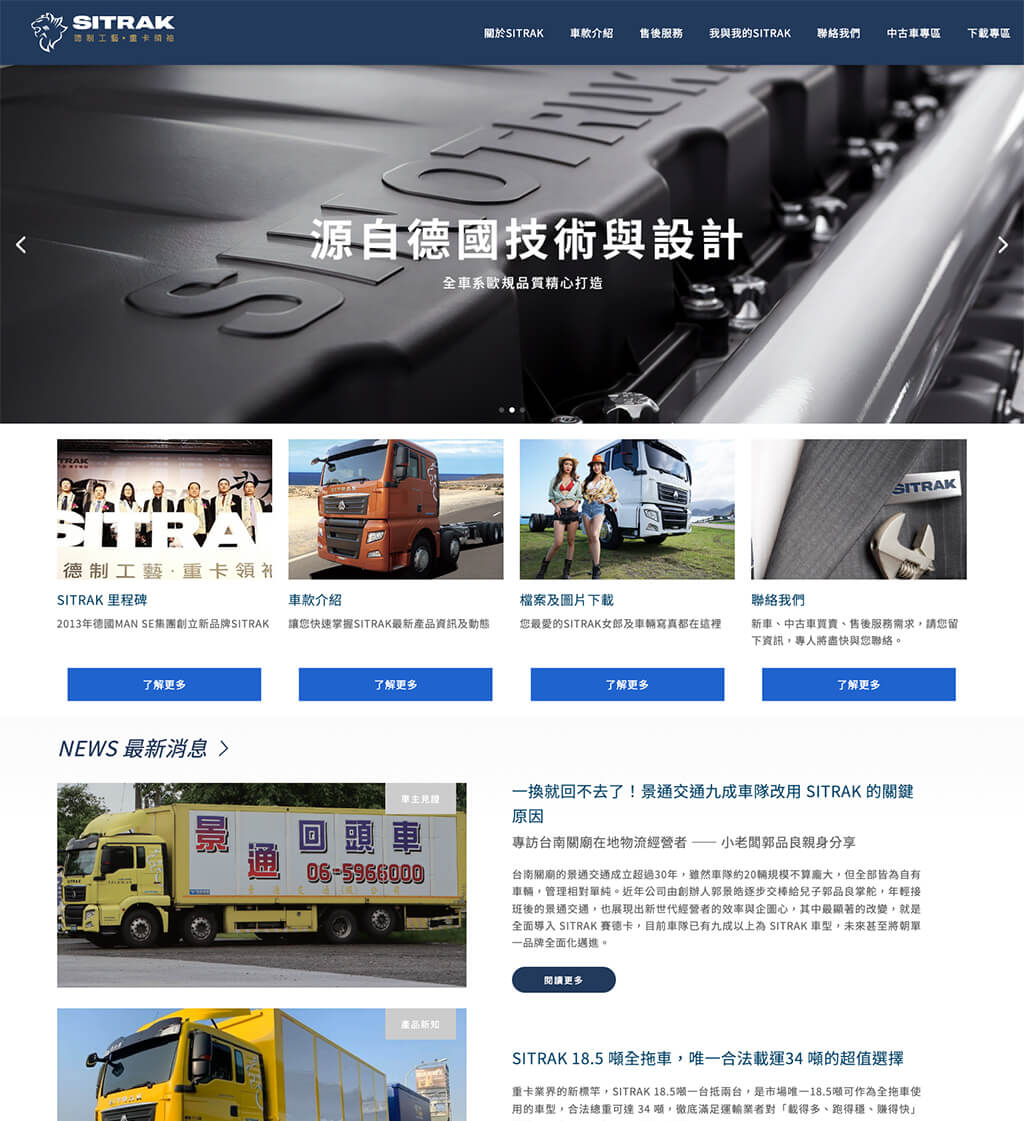 SITRAK
德制工藝・重卡領袖
關於SITRAK
車款介紹
售後服務
我與我的SITRAK
聯絡我們
中古車專區
下載專區
SINOTRUK
源自德國技術與設計
全車系歐規品質精心打造
TRAK
SITRA
德制工藝・重卡領袖
SITRAK
SITRAK
SITRAK 里程碑
車款介紹
檔案及圖片下載
聯絡我們
2013年德國MAN SE集團創立新品牌SITRAK
讓您快速掌握SITRAK最新產品資訊及動態
您最愛的SITRAK女郎及車輛寫真都在這裡
新車、中古車買賣、售後服務需求，請您留
下資訊，專人將盡快與您聯絡。
了解更多
了解更多
了解更多
了解更多
NEWS 最新消息
車主見證
景通回頭車
06-5966000
一換就回不去了！景通交通九成車隊改用 SITRAK 的關鍵
原因
專訪台南關廟在地物流經營者 —— 小老闆郭品良親身分享
台南關廟的景通交通成立超過30年，雖然車隊約20輛規模不算龐大，但全部皆為自有
車輛，管理相對單純。近年公司由創辦人郭景皓逐步交棒給兒子郭品良掌舵，年輕接
班後的景通交通，也展現出新世代經營者的效率與企圖心，其中最顯著的改變，就是
全面導入 SITRAK 賽德卡，目前車隊已有九成以上為 SITRAK 車型，未來甚至將朝單
一品牌全面化邁進。
閱讀更多
產品新知
SITRAK 18.5 噸全拖車，唯一合法載運34 噸的超值選擇
重卡業界的新標竿，SITRAK 18.5噸一台抵兩台，是市場唯一18.5噸可作為全拖車使
用的車型，合法總重可達 34 噸，徹底滿足運輸業者對「載得多、跑得穩、賺得快」